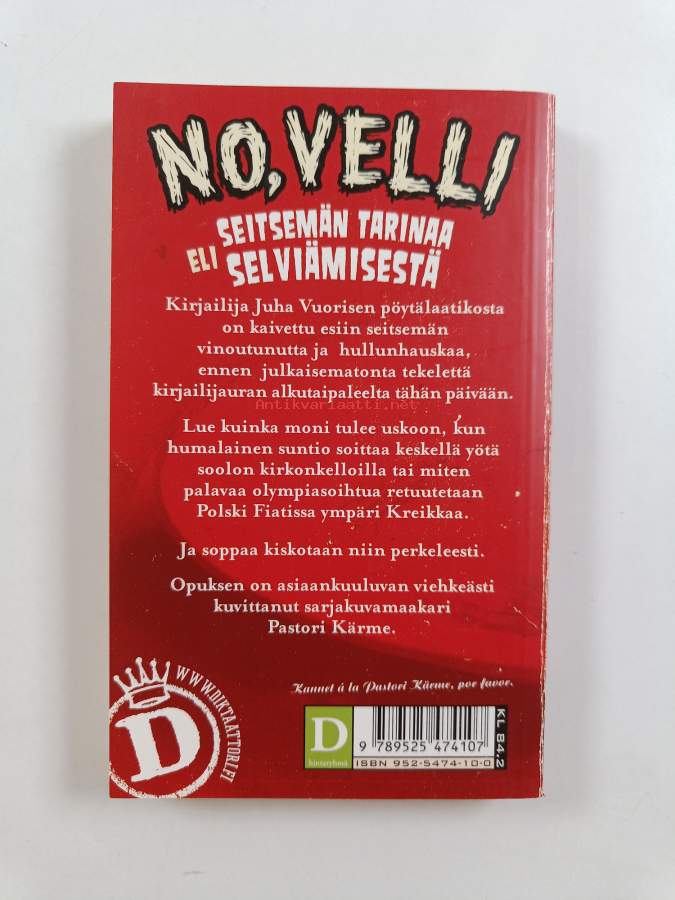 NO, VELLI
SEITSEMÄN TARINAA
ELI SELVIÄMISESTÄ
Kirjailija Juha Vuorisen pöytälaatikosta
on kaivettu esiin seitsemän
vinoutunutta ja hullunhauskaa,
ennen julkaisematonta tekelettä
kirjailijauran alkutaipaleelta tähän päivään.
Antikvariaatti.net
Lue kuinka moni tulee uskoon, kun
humalainen suntio soittaa keskellä yötä
soolon kirkonkelloilla tai miten
palavaa olympiasoihtua retuutetaan
Polski Fiatissa ympäri Kreikkaa.
Ja soppaa kiskotaan niin perkeleesti.
Opuksen on asiaankuuluvan viehkeästi
kuvittanut sarjakuvamaakari
Pastori Kärme.
Kannet á la Pastori Kärme, por favor.
WWW.DIKTAATTORI.FI
D
D
hintaryhmä
9 789525 474107
ISBN 952-5474-10-0
KL 84.2